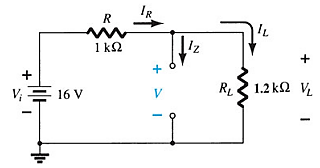 R
1 kΩ
I_R
I_Z
I_L
+
V_i
16 V
−
+
V
−
R_L
1.2 kΩ
+
V_L
−